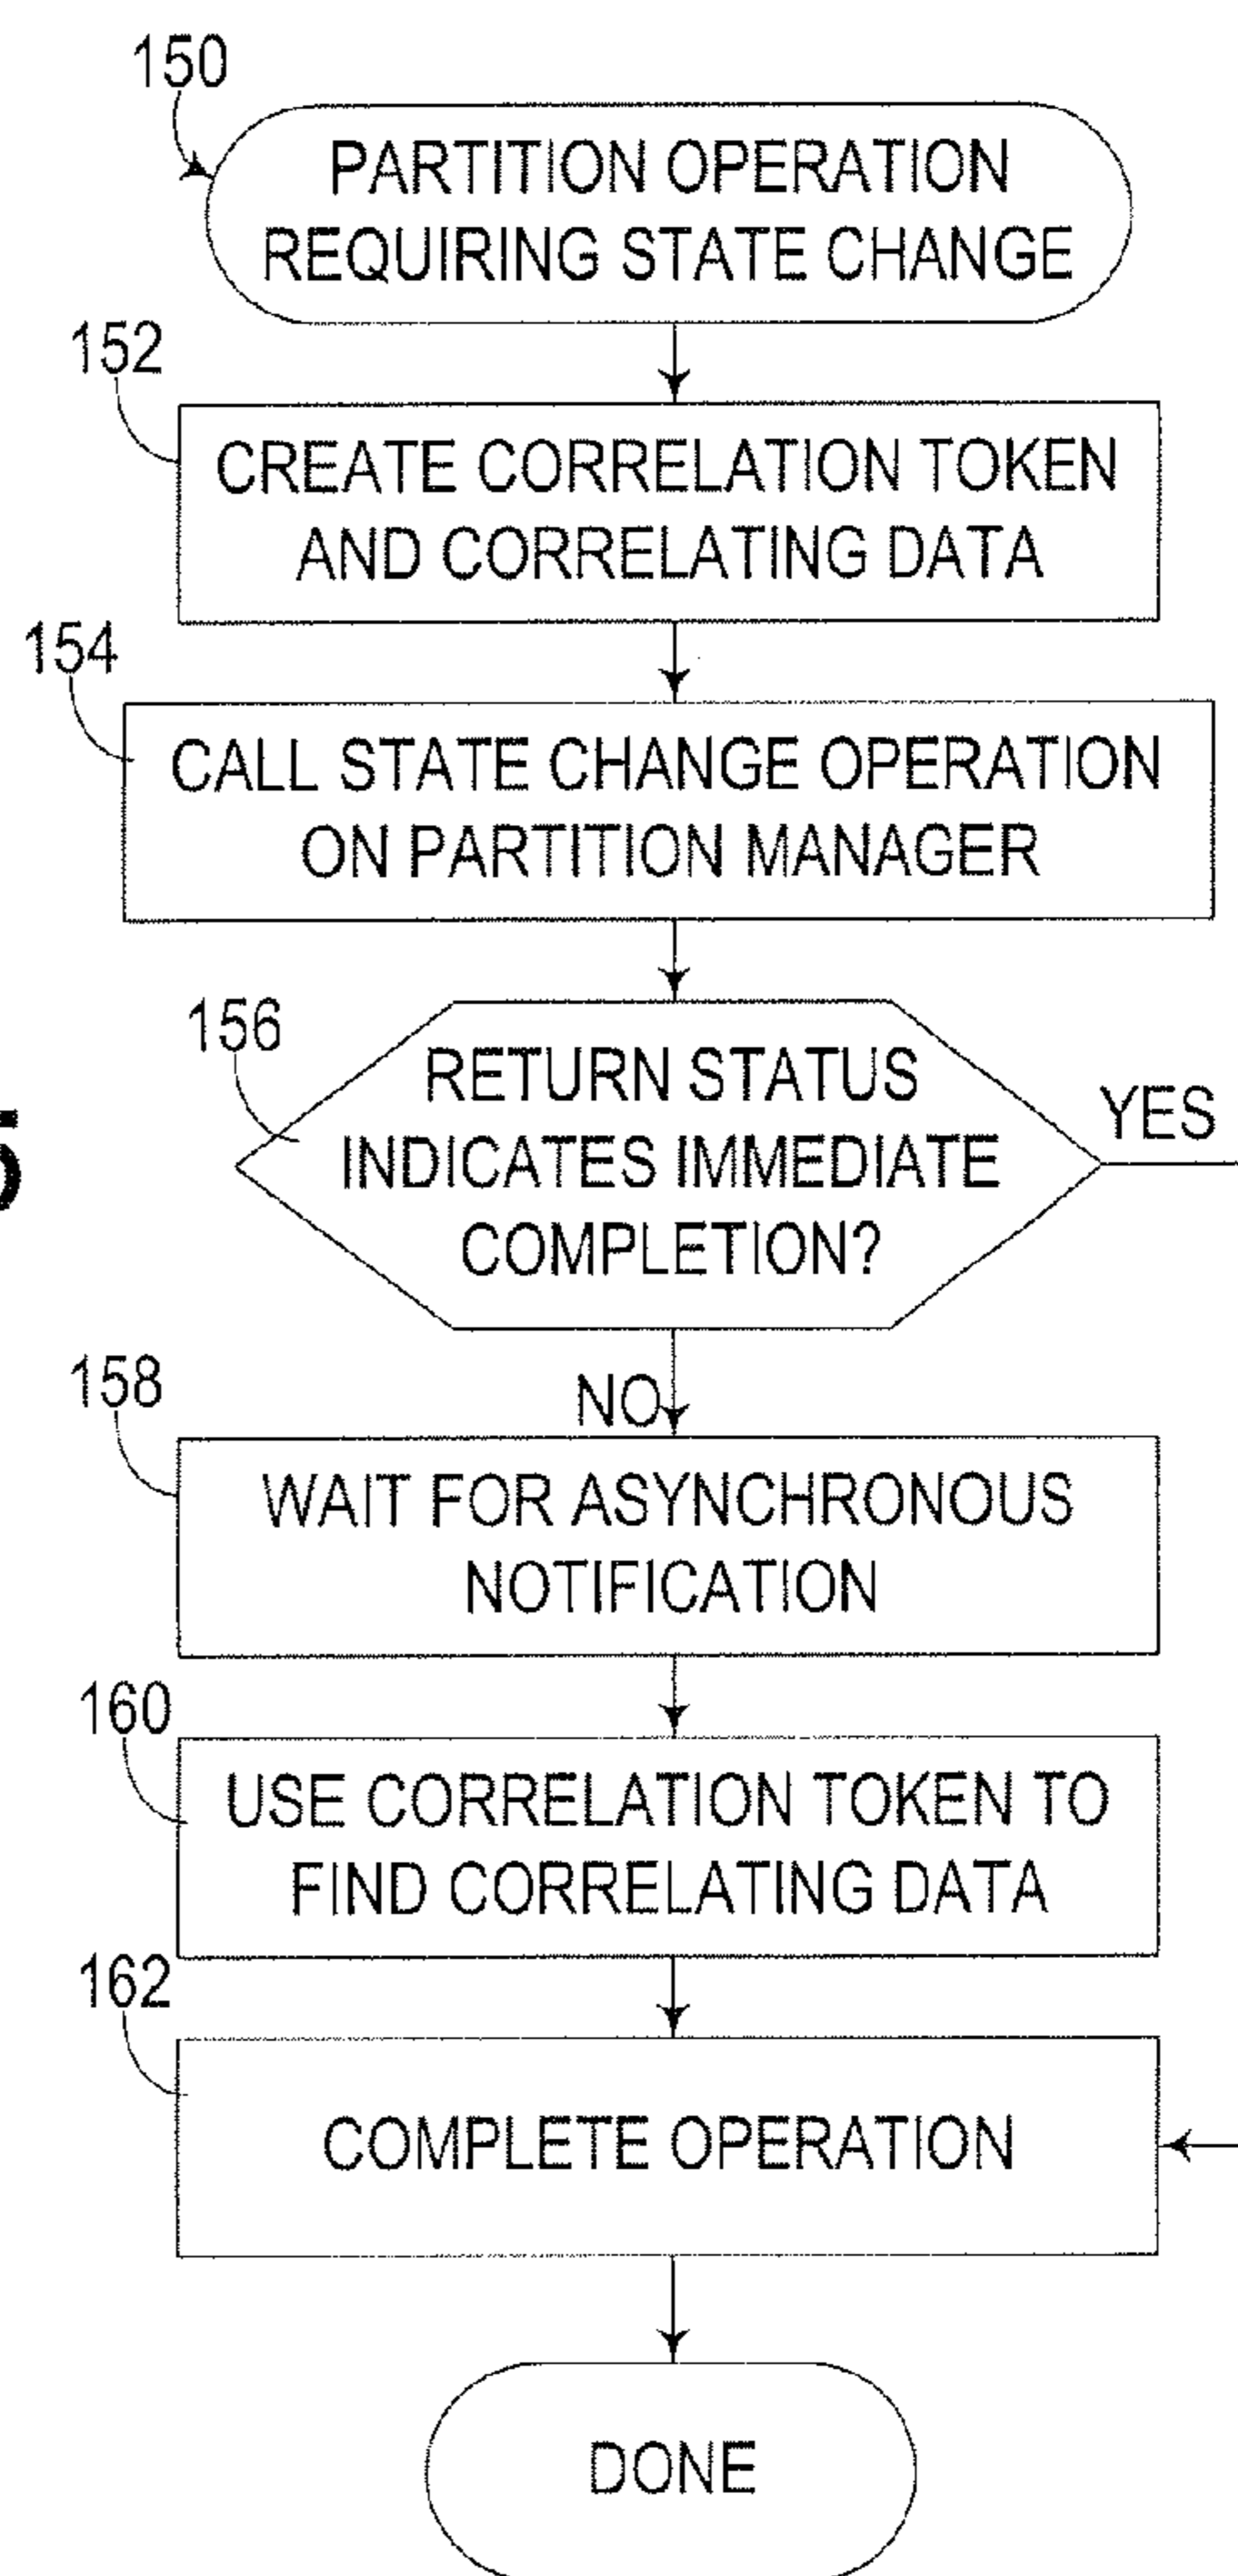 150
PARTITION OPERATION
REQUIRING STATE CHANGE
152
CREATE CORRELATION TOKEN
AND CORRELATING DATA
154
CALL STATE CHANGE OPERATION
ON PARTITION MANAGER
156
RETURN STATUS
INDICATES IMMEDIATE
COMPLETION?
YES
NO
158
WAIT FOR ASYNCHRONOUS
NOTIFICATION
160
USE CORRELATION TOKEN TO
FIND CORRELATING DATA
162
COMPLETE OPERATION
DONE